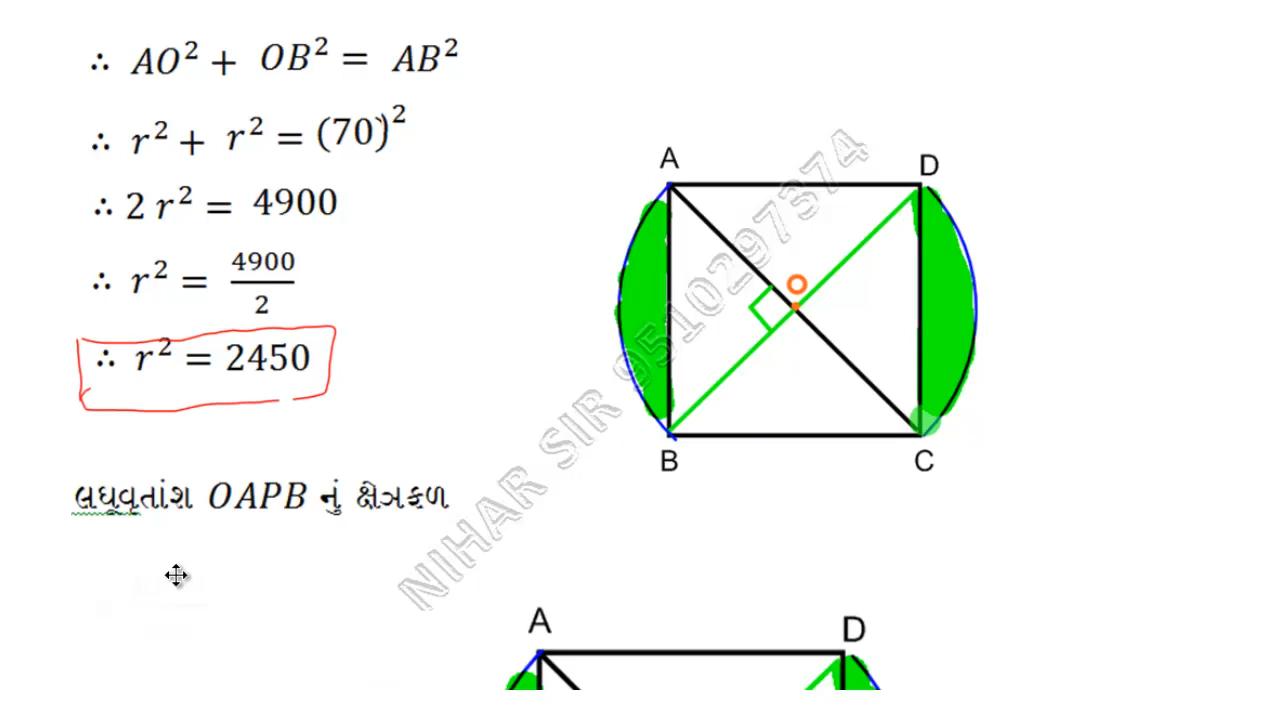 ∴ AO² + OB² = AB²
∴ r² + r² = (70)²
∴ 2 r² = 4900
∴ r² = 4900/2
∴ r² = 2450
લઘુવૃતાંશ OAPB નું ક્ષેત્રફળ
A D
O
B C
NIHAR SIR 9510297374
A D